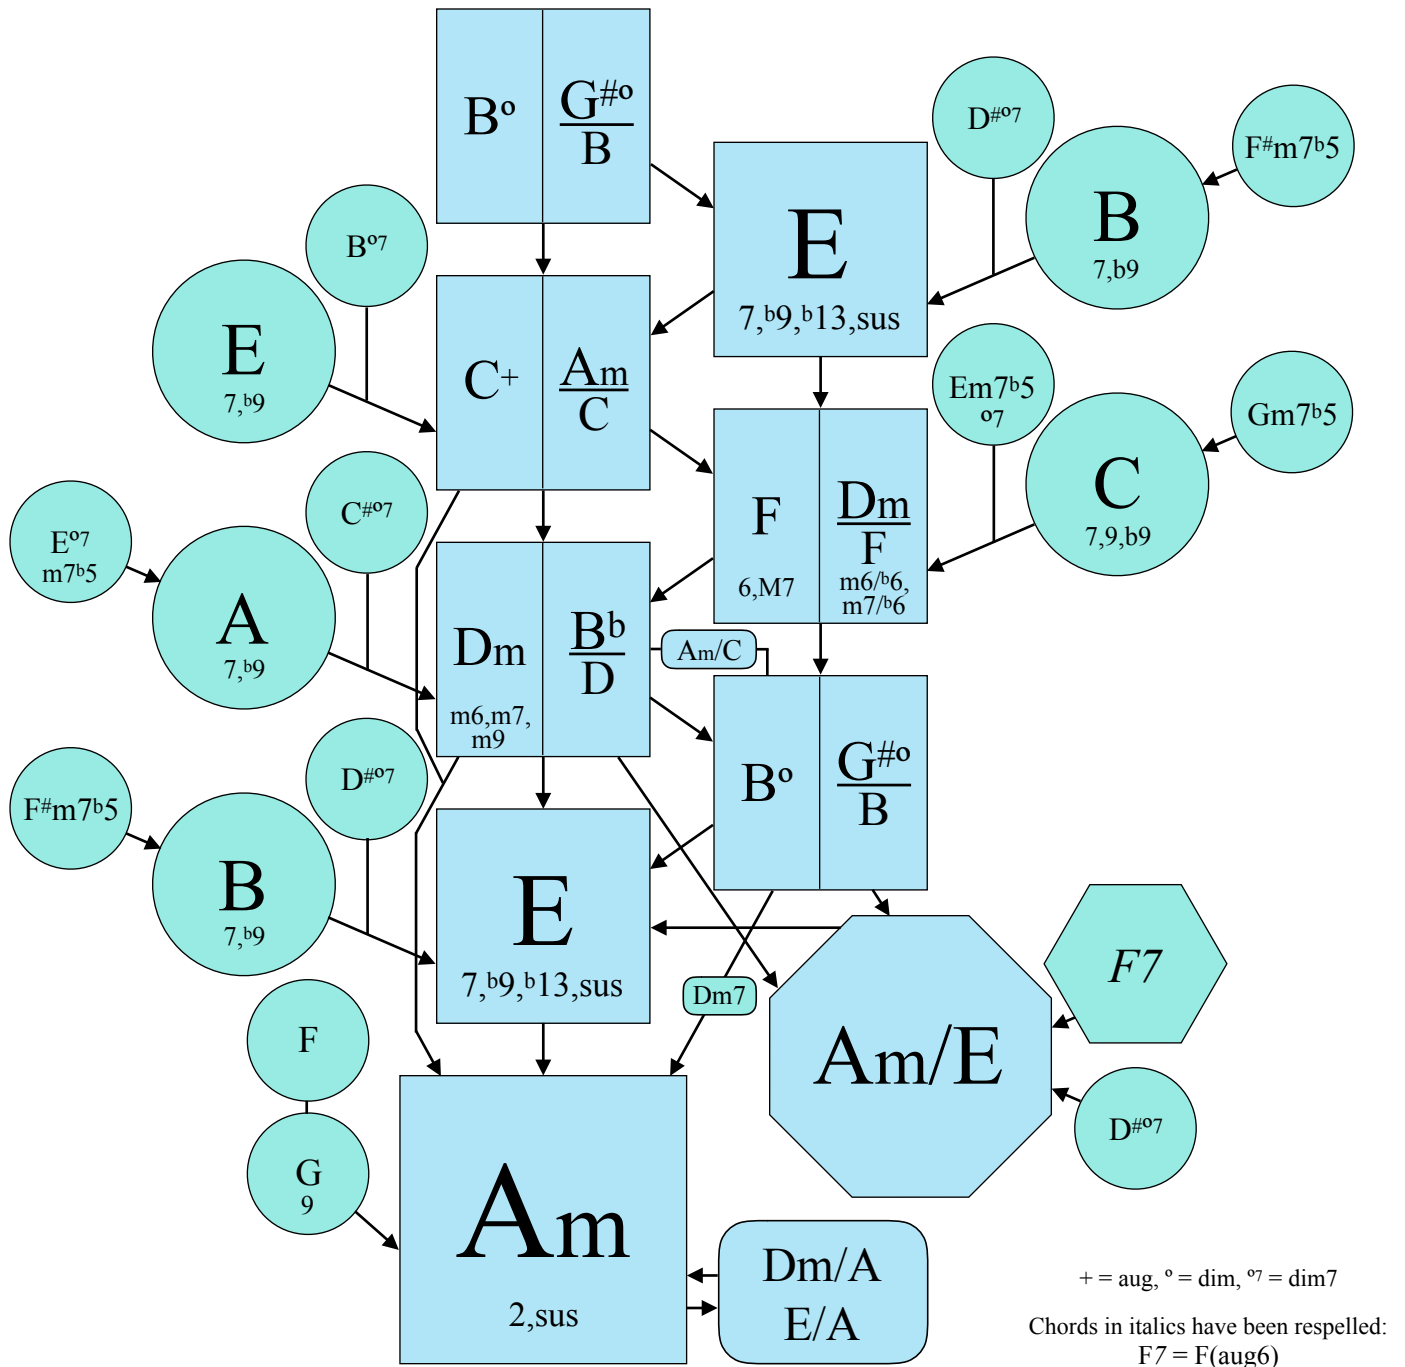 Bº
G#º
B
D#º7
F#m7b5
B
7,b9
E
7,b9,b13,sus
Bº7
E
7,b9
C+
Am
C
Em7b5
º7
Gm7b5
C
7,9,b9
C#º7
F
6,M7
Dm
F
m6/b6,
m7/b6
Eº7
m7b5
A
7,b9
Dm
m6,m7,
m9
Bb
D
Am/C
D#º7
F#m7b5
B
7,b9
Bº
G#º
B
E
7,b9,b13,sus
Dm7
F7
Am/E
D#º7
F
G
9
Am
2,sus
Dm/A
E/A
+ = aug, º = dim, º7 = dim7
Chords in italics have been respelled:
F7 = F(aug6)